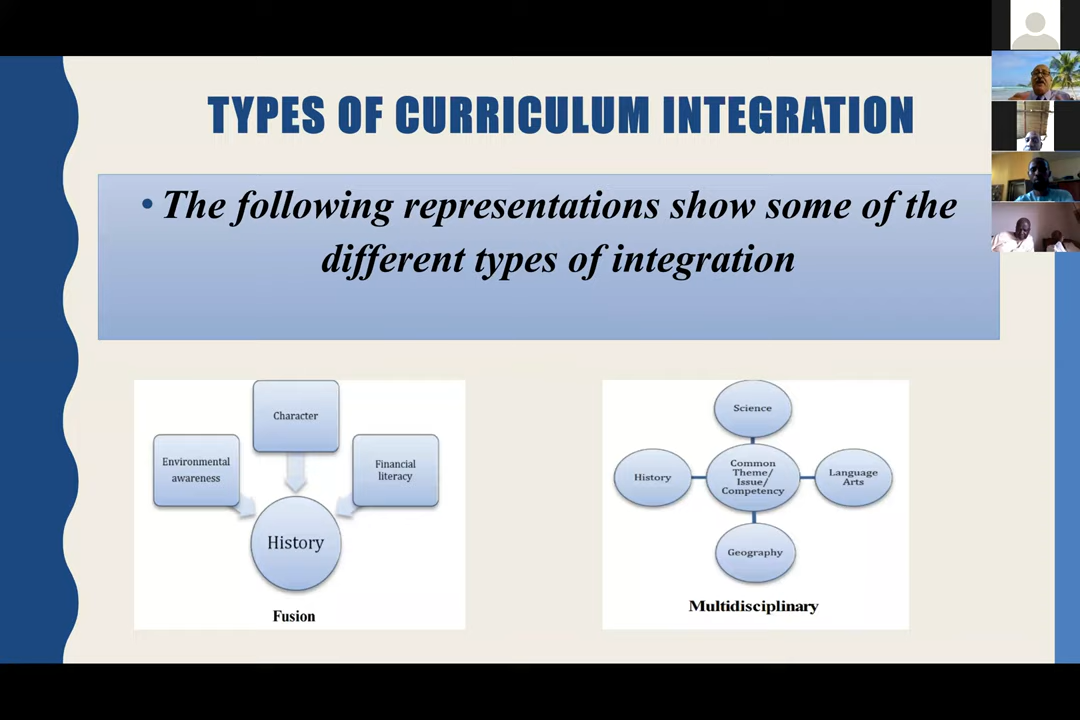 TYPES OF CURRICULUM INTEGRATION
• The following representations show some of the
different types of integration
Character
Environmental
awareness
Financial
literacy
History
Fusion
Science
History
Common
Theme/
Issue/
Competency
Language
Arts
Geography
Multidisciplinary